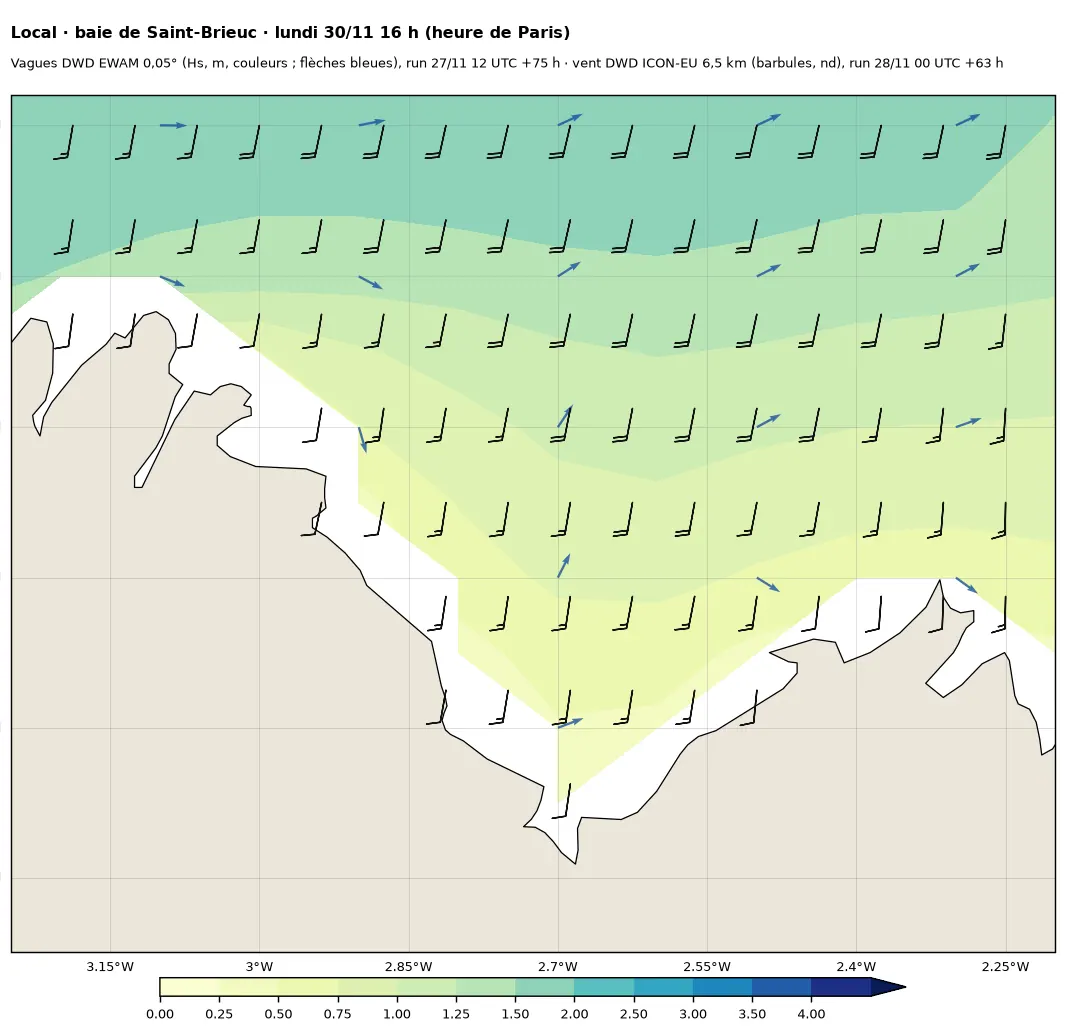 Local · baie de Saint-Brieuc · lundi 30/11 16 h (heure de Paris)
Vagues DWD EWAM 0,05° (Hs, m, couleurs ; flèches bleues), run 27/11 12 UTC +75 h · vent DWD ICON-EU 6,5 km (barbules, nd), run 28/11 00 UTC +63 h
3.15°W 3°W 2.85°W 2.7°W 2.55°W 2.4°W 2.25°W
0.00 0.25 0.50 0.75 1.00 1.25 1.50 2.00 2.50 3.00 3.50 4.00